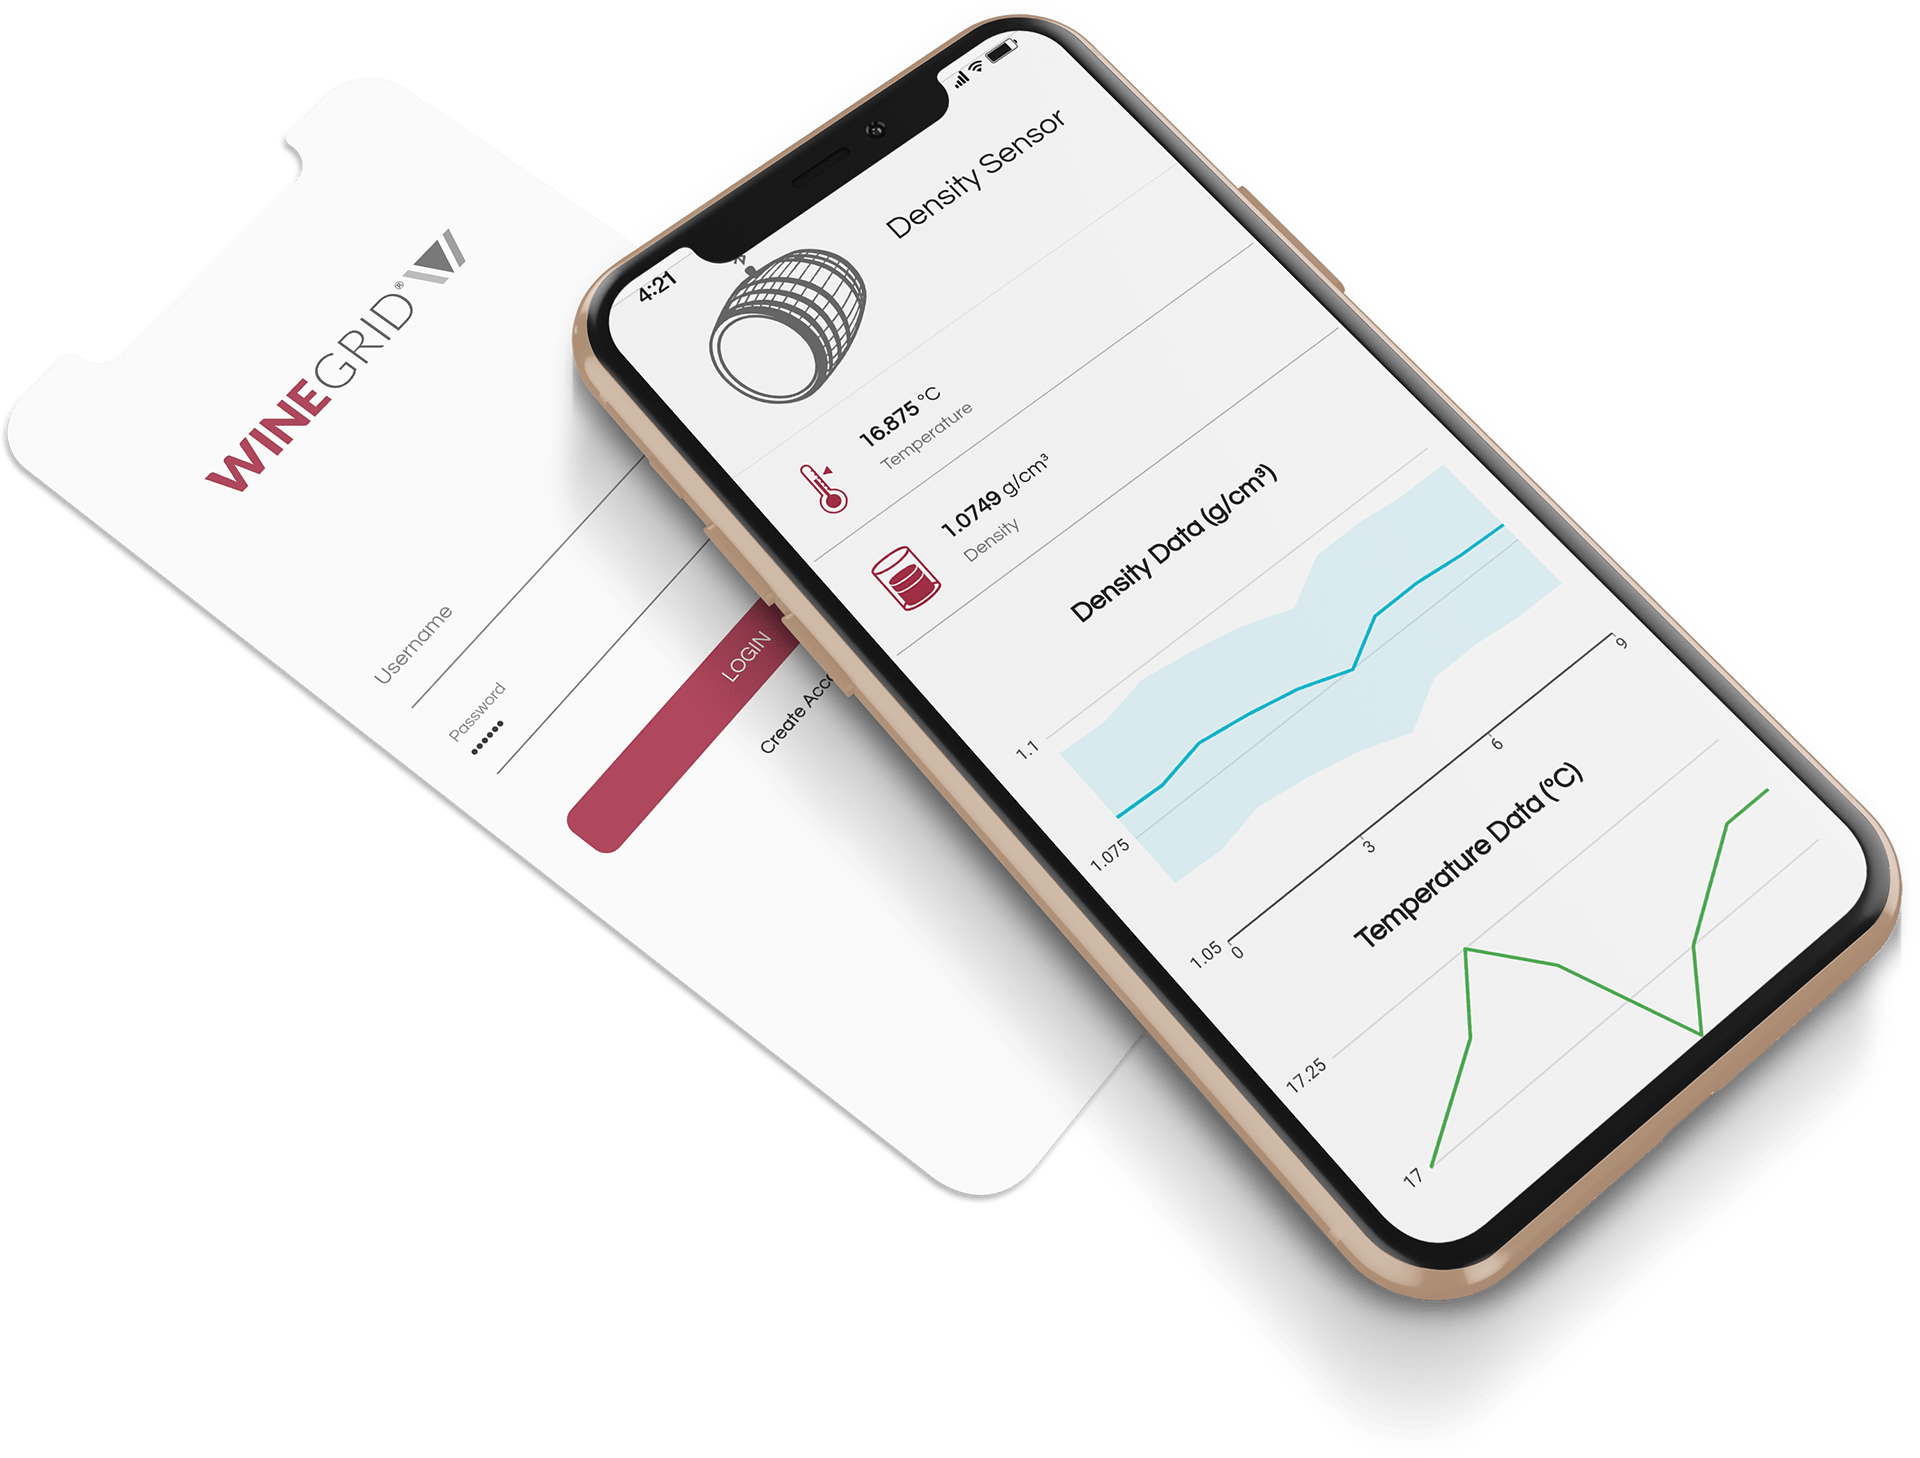 WINEGRID®
Username
Password
LOGIN
Create Acc
4:21
Density Sensor
16.875 °C
Temperature
1.0749 g/cm³
Density
Density Data (g/cm³)
1.1
1.075
1.05
0
3
6
9
Temperature Data (ºC)
17.25
17